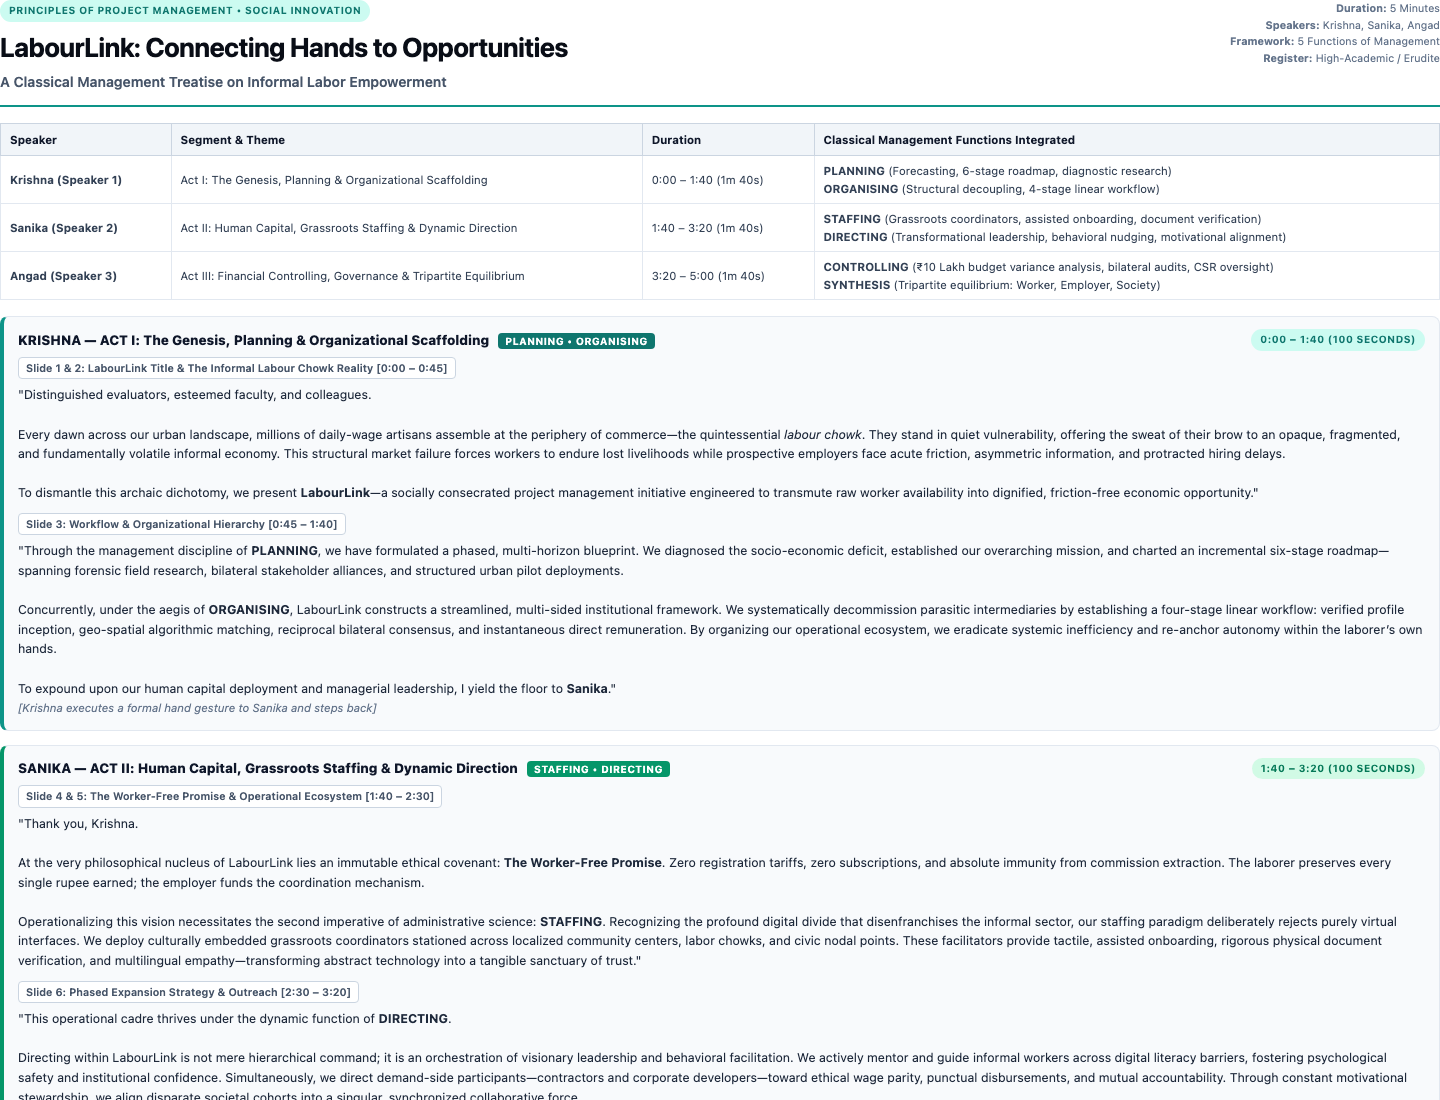 PRINCIPLES OF PROJECT MANAGEMENT • SOCIAL INNOVATION
LabourLink: Connecting Hands to Opportunities
A Classical Management Treatise on Informal Labor Empowerment
Duration: 5 Minutes
Speakers: Krishna, Sanika, Angad
Framework: 5 Functions of Management
Register: High-Academic / Erudite
Speaker Segment & Theme Duration Classical Management Functions Integrated
Krishna (Speaker 1) Act I: The Genesis, Planning & Organizational Scaffolding 0:00 – 1:40 (1m 40s) PLANNING (Forecasting, 6-stage roadmap, diagnostic research)
ORGANISING (Structural decoupling, 4-stage linear workflow)
Sanika (Speaker 2) Act II: Human Capital, Grassroots Staffing & Dynamic Direction 1:40 – 3:20 (1m 40s) STAFFING (Grassroots coordinators, assisted onboarding, document verification)
DIRECTING (Transformational leadership, behavioral nudging, motivational alignment)
Angad (Speaker 3) Act III: Financial Controlling, Governance & Tripartite Equilibrium 3:20 – 5:00 (1m 40s) CONTROLLING (₹10 Lakh budget variance analysis, bilateral audits, CSR oversight)
SYNTHESIS (Tripartite equilibrium: Worker, Employer, Society)
KRISHNA — ACT I: The Genesis, Planning & Organizational Scaffolding PLANNING • ORGANISING 0:00 – 1:40 (100 SECONDS)
Slide 1 & 2: LabourLink Title & The Informal Labour Chowk Reality [0:00 – 0:45]
"Distinguished evaluators, esteemed faculty, and colleagues.
Every dawn across our urban landscape, millions of daily-wage artisans assemble at the periphery of commerce—the quintessential labour chowk. They stand in quiet vulnerability, offering the sweat of their brow to an opaque, fragmented,
and fundamentally volatile informal economy. This structural market failure forces workers to endure lost livelihoods while prospective employers face acute friction, asymmetric information, and protracted hiring delays.
To dismantle this archaic dichotomy, we present LabourLink—a socially consecrated project management initiative engineered to transmute raw worker availability into dignified, friction-free economic opportunity."
Slide 3: Workflow & Organizational Hierarchy [0:45 – 1:40]
"Through the management discipline of PLANNING, we have formulated a phased, multi-horizon blueprint. We diagnosed the socio-economic deficit, established our overarching mission, and charted an incremental six-stage roadmap—
spanning forensic field research, bilateral stakeholder alliances, and structured urban pilot deployments.
Concurrently, under the aegis of ORGANISING, LabourLink constructs a streamlined, multi-sided institutional framework. We systematically decommission parasitic intermediaries by establishing a four-stage linear workflow: verified profile
inception, geo-spatial algorithmic matching, reciprocal bilateral consensus, and instantaneous direct remuneration. By organizing our operational ecosystem, we eradicate systemic inefficiency and re-anchor autonomy within the laborer's own
hands.
To expound upon our human capital deployment and managerial leadership, I yield the floor to Sanika."
[Krishna executes a formal hand gesture to Sanika and steps back]
SANIKA — ACT II: Human Capital, Grassroots Staffing & Dynamic Direction STAFFING • DIRECTING 1:40 – 3:20 (100 SECONDS)
Slide 4 & 5: The Worker-Free Promise & Operational Ecosystem [1:40 – 2:30]
"Thank you, Krishna.
At the very philosophical nucleus of LabourLink lies an immutable ethical covenant: The Worker-Free Promise. Zero registration tariffs, zero subscriptions, and absolute immunity from commission extraction. The laborer preserves every
single rupee earned; the employer funds the coordination mechanism.
Operationalizing this vision necessitates the second imperative of administrative science: STAFFING. Recognizing the profound digital divide that disenfranchises the informal sector, our staffing paradigm deliberately rejects purely virtual
interfaces. We deploy culturally embedded grassroots coordinators stationed across localized community centers, labor chowks, and civic nodal points. These facilitators provide tactile, assisted onboarding, rigorous physical document
verification, and multilingual empathy—transforming abstract technology into a tangible sanctuary of trust."
Slide 6: Phased Expansion Strategy & Outreach [2:30 – 3:20]
"This operational cadre thrives under the dynamic function of DIRECTING.
Directing within LabourLink is not mere hierarchical command; it is an orchestration of visionary leadership and behavioral facilitation. We actively mentor and guide informal workers across digital literacy barriers, fostering psychological
safety and institutional confidence. Simultaneously, we direct demand-side participants—contractors and corporate developers—toward ethical wage parity, punctual disbursements, and mutual accountability. Through constant motivational
stewardship, we align disparate societal cohorts into a singular, synchronized collaborative force.